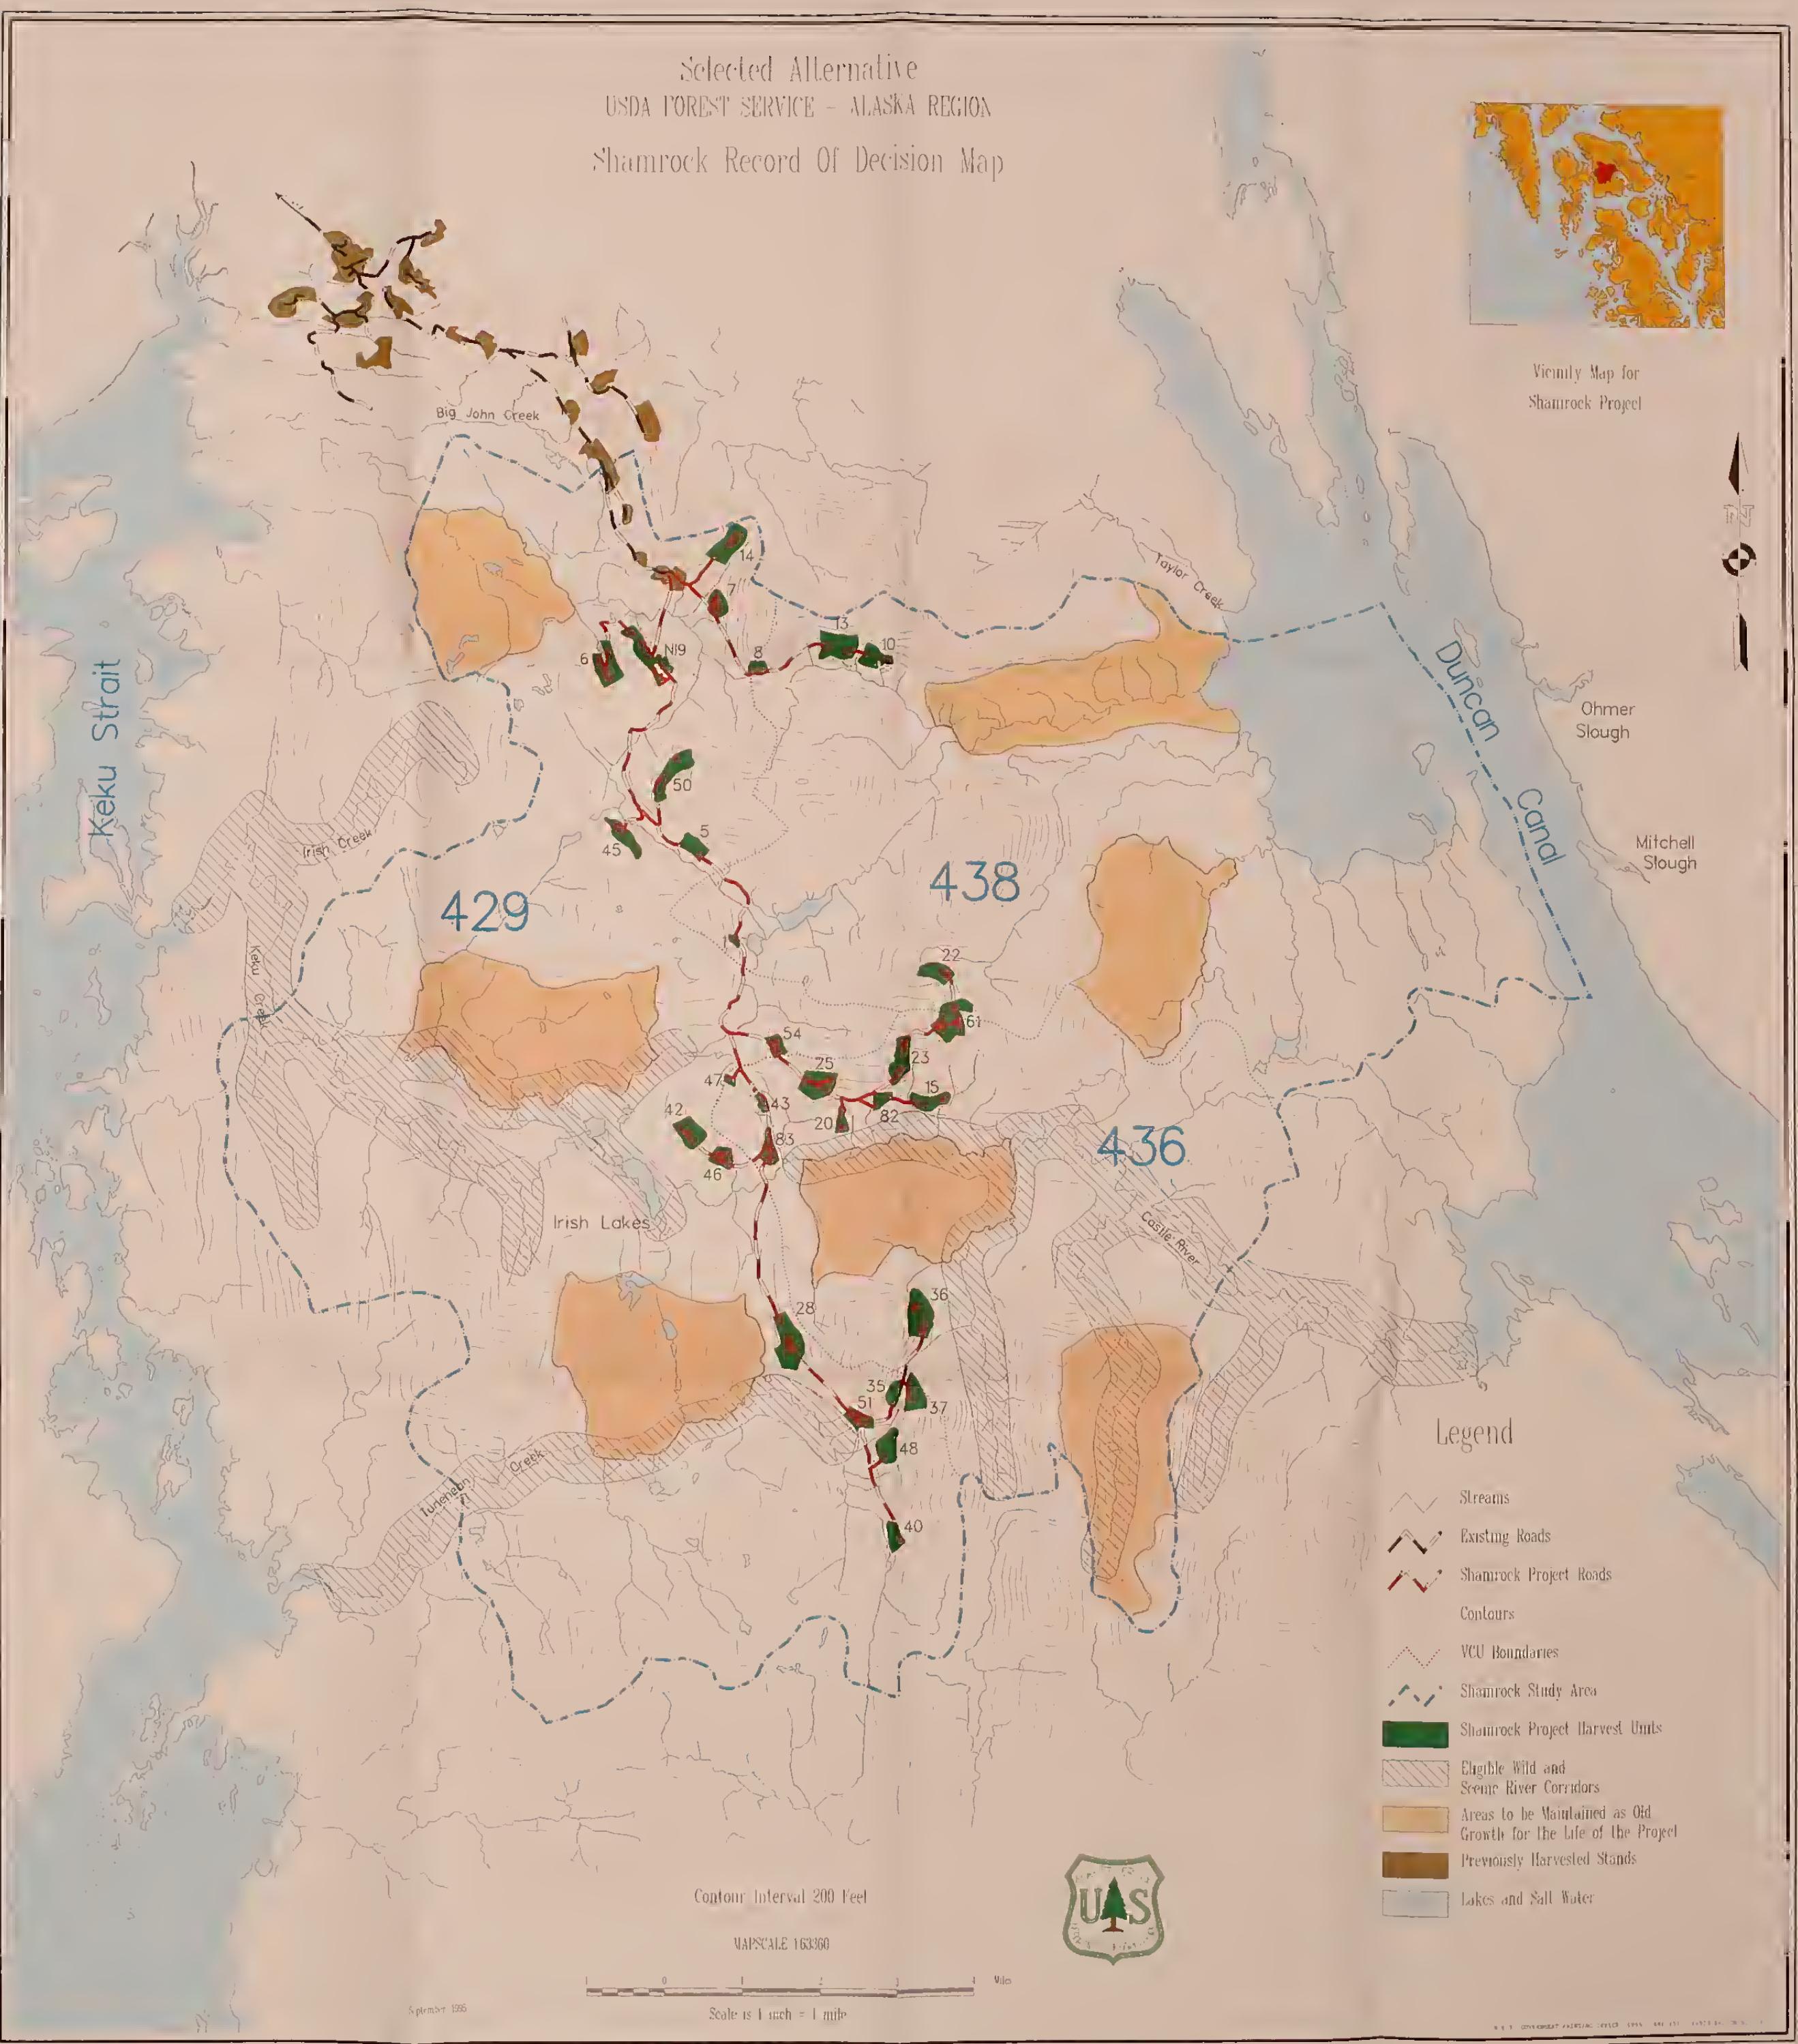 Selected Alternative
USDA FOREST SERVICE - ALASKA REGION
Shamrock Record Of Decision Map
Vicinity Map for
Shamrock Project
Big John Creek
Taylor Creek
14
7
13
10
8
N19
6
Keku Strait
Duncan
Canal
Ohmer
Slough
Mitchell
Slough
50
5
45
Irish Creek
429
438
Keku
Creek
22
61
54
23
25
47
15
43
82
20
42
83
46
436
Irish Lakes
Castle River
28
36
35
37
51
48
40
Creek
Legend
Streams
Existing Roads
Shamrock Project Roads
Contours
VCU Boundaries
Shamrock Study Area
Shamrock Project Harvest Units
Eligible Wild and
Scenic River Corridors
Areas to be Maintained as Old
Growth for the Life of the Project
Previously Harvested Stands
Lakes and Salt Water
US
Contour Interval 200 Feet
MAPSCALE 1:63360
1 0 1 2 3 4 Miles
Scale is 1 inch = 1 mile
September 1995